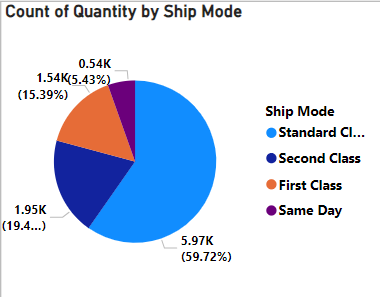 Count of Quantity by Ship Mode
0.54K
(5.43%)
1.54K
(15.39%)
1.95K
(19.4...)
5.97K
(59.72%)
Ship Mode
Standard Cl...
Second Class
First Class
Same Day